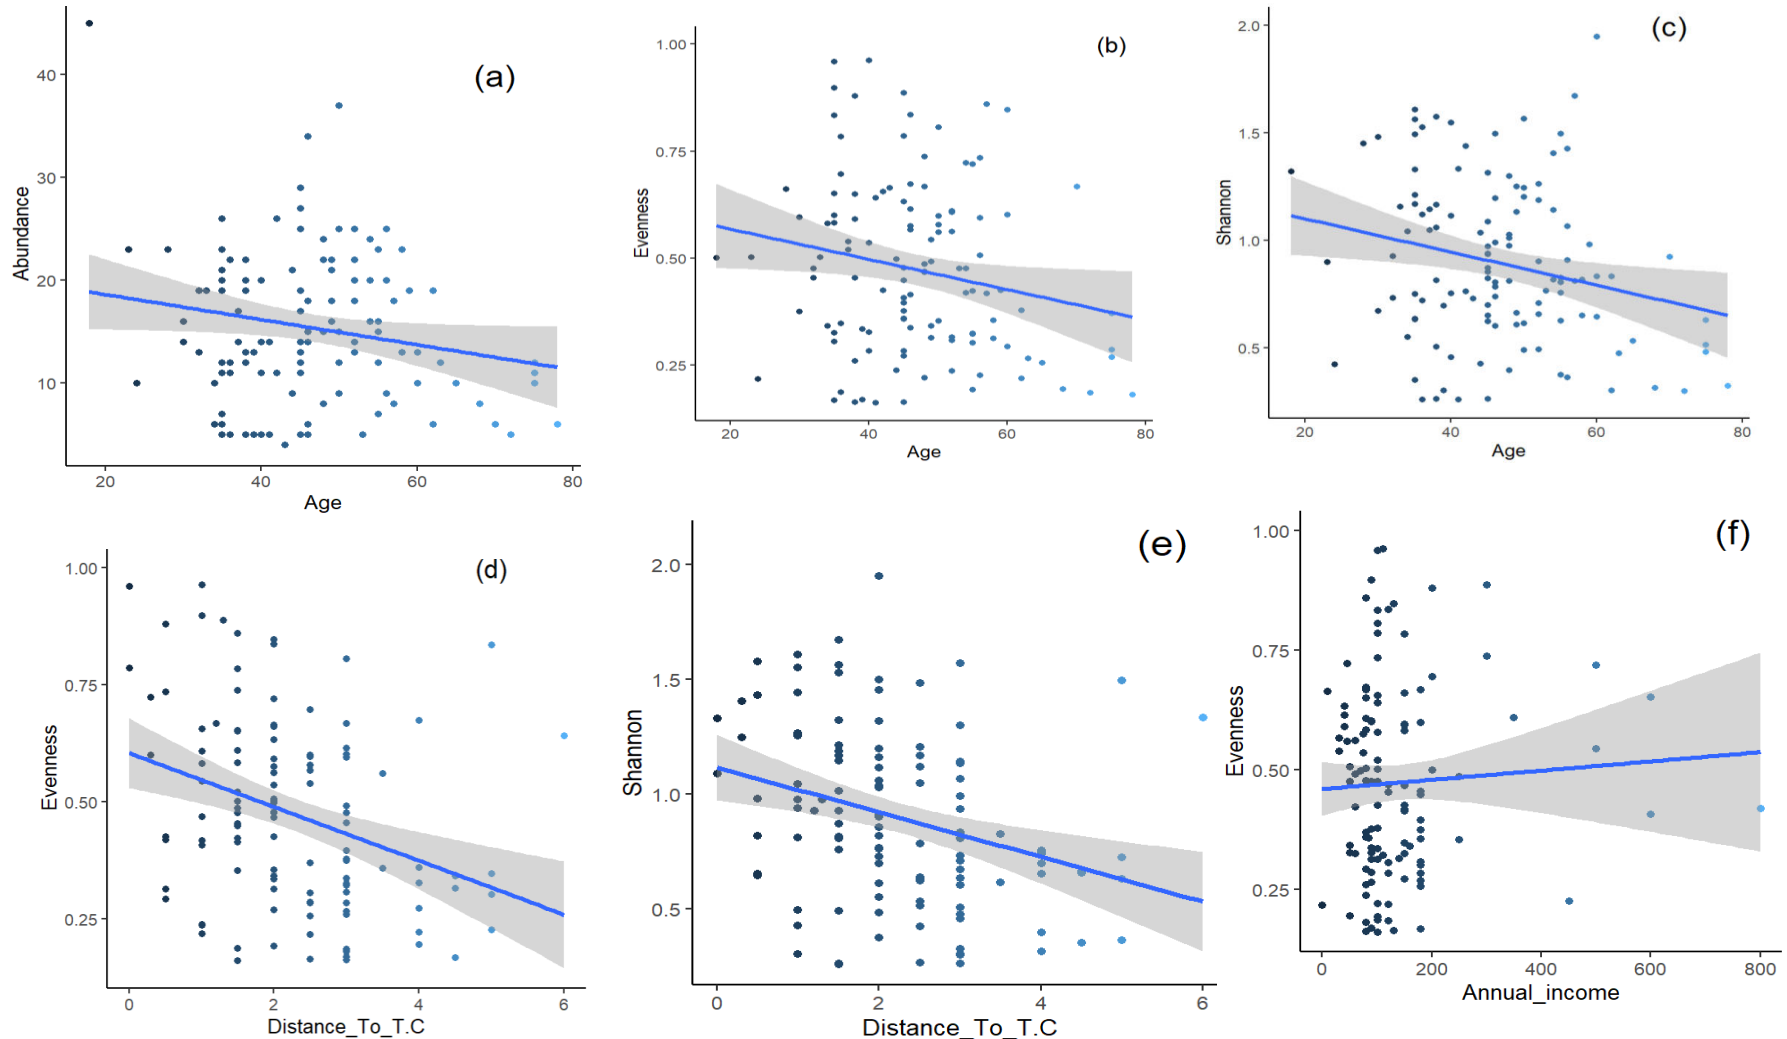 (a)
Abundance
40
30
20
10
20 40 60 80
Age
(b)
Evenness
1.00
0.75
0.50
0.25
20 40 60 80
Age
(c)
Shannon
2.0
1.5
1.0
0.5
20 40 60 80
Age
(d)
Evenness
1.00
0.75
0.50
0.25
0 2 4 6
Distance_To_T.C
(e)
Shannon
2.0
1.5
1.0
0.5
0 2 4 6
Distance_To_T.C
(f)
Evenness
1.00
0.75
0.50
0.25
0 200 400 600 800
Annual_income